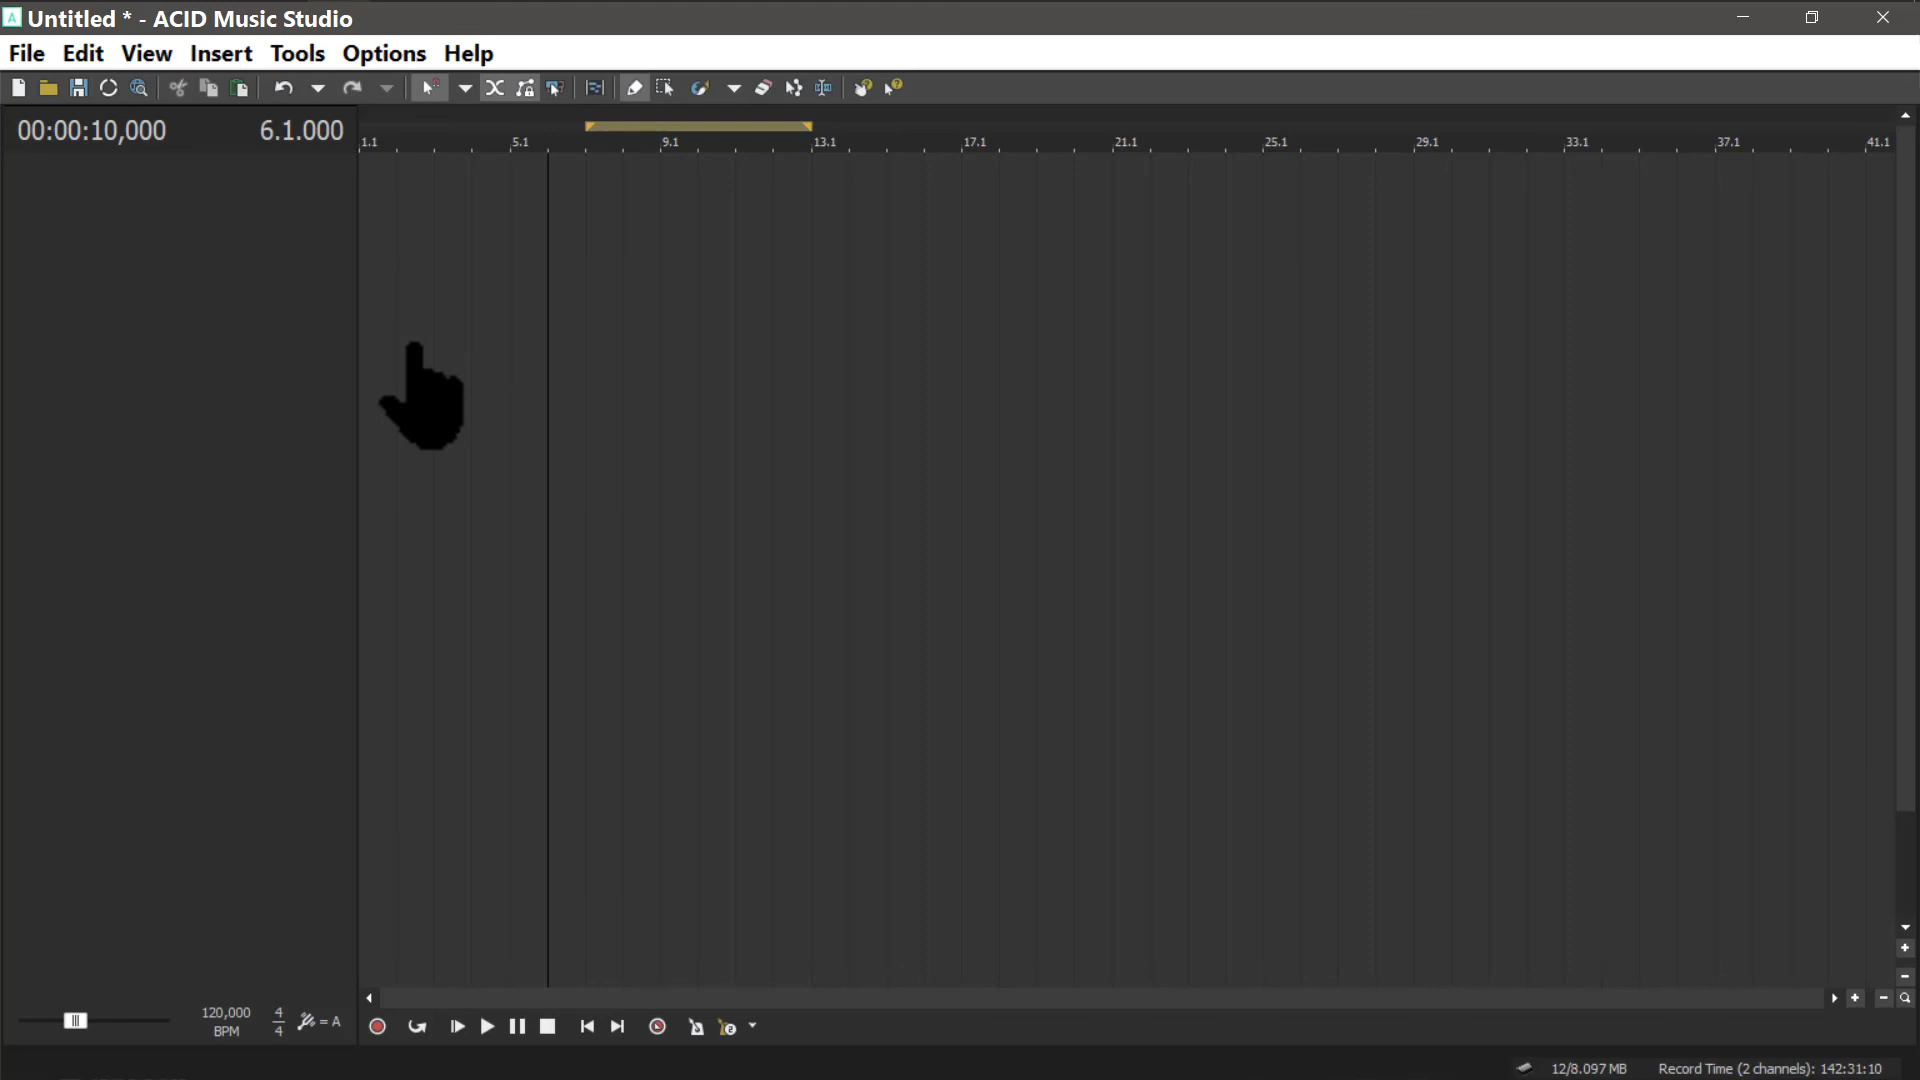 Untitled * - ACID Music Studio
File Edit View Insert Tools Options Help
00:00:10,000 6.1.000
1.1 5.1 9.1 13.1 17.1 21.1 25.1 29.1 33.1 37.1 41.1
120,000
BPM
4
4
= A
12/8.097 MB Record Time (2 channels): 142:31:10